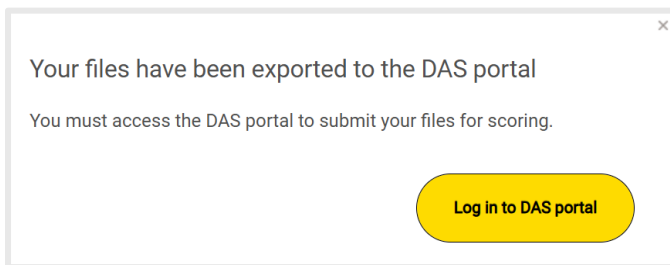 ×
Your files have been exported to the DAS portal
You must access the DAS portal to submit your files for scoring.
Log in to DAS portal